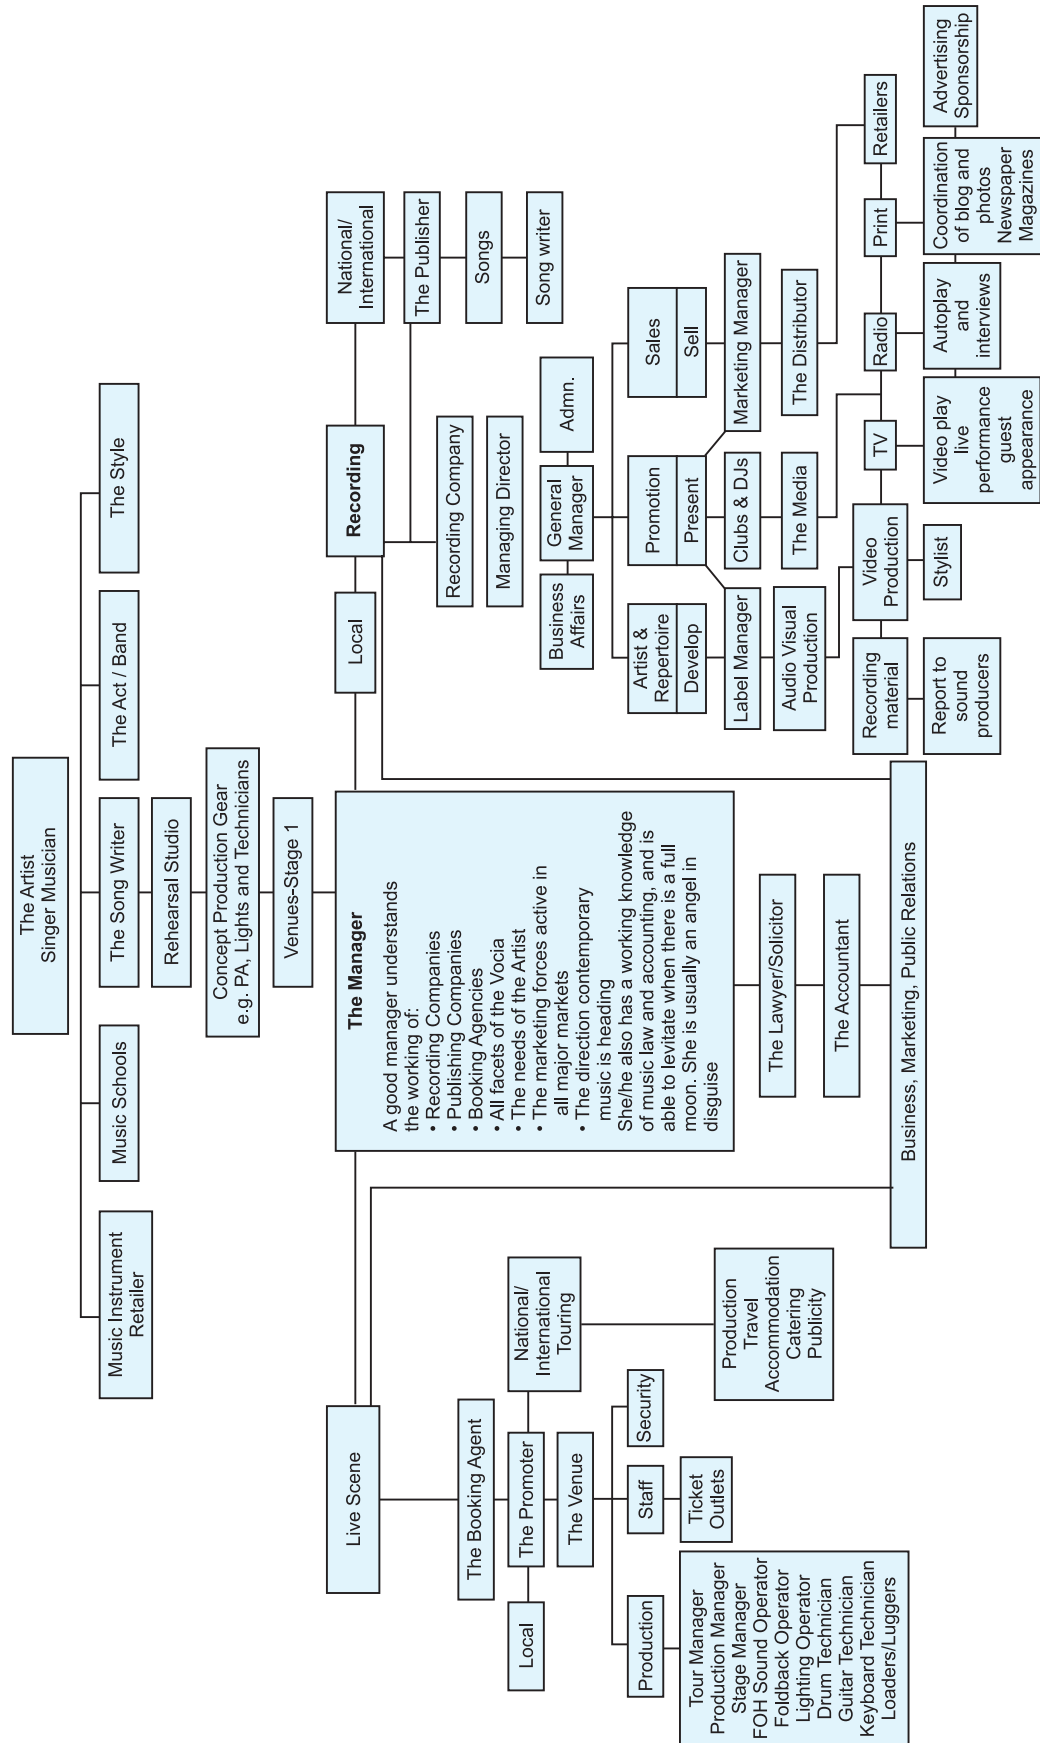 The Artist
Singer Musician
Music Instrument
Retailer
Music Schools
The Song Writer
The Act / Band
The Style
Rehearsal Studio
Concept Production Gear
e.g. PA, Lights and Technicians
Venues-Stage 1
Live Scene
The Manager
A good manager understands
the working of:
• Recording Companies
• Publishing Companies
• Booking Agencies
• All facets of the Vocia
• The needs of the Artist
• The marketing forces active in
all major markets
• The direction contemporary
music is heading
She/he also has a working knowledge
of music law and accounting, and is
able to levitate when there is a full
moon. She is usually an angel in
disguise
Local
Recording
National/
International
The Publisher
Songs
Song writer
Recording Company
Managing Director
Business
Affairs
General
Manager
Admn.
Artist &
Repertoire
Develop
Promotion
Present
Sales
Sell
Label Manager
Clubs & DJs
Marketing Manager
Audio Visual
Production
The Media
The Distributor
Recording
material
Video
Production
TV
Radio
Print
Retailers
Report to
sound
producers
Stylist
Video play
live
performance
guest
appearance
Autoplay
and
interviews
Coordination
of blog and
photos
Newspaper
Magazines
Advertising
Sponsorship
The Lawyer/Solicitor
The Accountant
Business, Marketing, Public Relations
The Booking Agent
Local
The Promoter
National/
International
Touring
The Venue
Production
Staff
Security
Ticket
Outlets
Production
Travel
Accommodation
Catering
Publicity
Tour Manager
Production Manager
Stage Manager
FOH Sound Operator
Foldback Operator
Lighting Operator
Drum Technician
Guitar Technician
Keyboard Technician
Loaders/Luggers